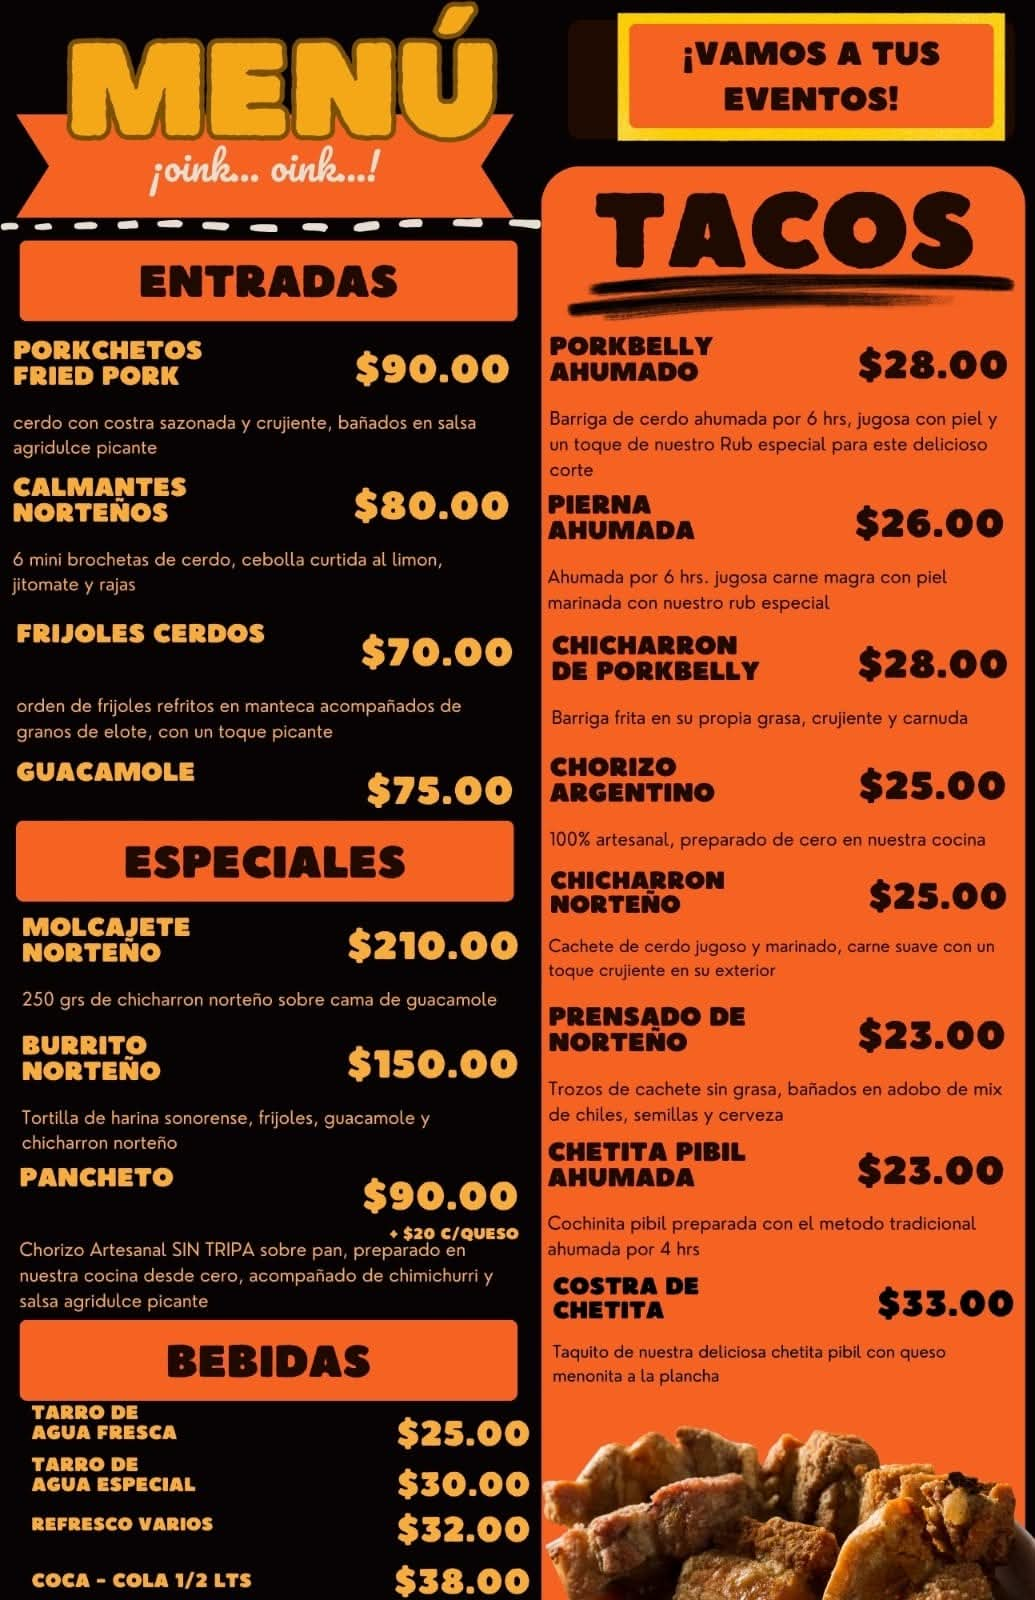 MENÚ
¡oink... oink...!
ENTRADAS
PORKCHETOS
FRIED PORK
$90.00
cerdo con costra sazonada y crujiente, bañados en salsa
agridulce picante
CALMANTES
NORTEÑOS
$80.00
6 mini brochetas de cerdo, cebolla curtida al limon,
jitomate y rajas
FRIJOLES CERDOS
$70.00
orden de frijoles refritos en manteca acompañados de
granos de elote, con un toque picante
GUACAMOLE
$75.00
ESPECIALES
MOLCAJETE
NORTEÑO
$210.00
250 grs de chicharron norteño sobre cama de guacamole
BURRITO
NORTEÑO
$150.00
Tortilla de harina sonorense, frijoles, guacamole y
chicharron norteño
PANCHETO
$90.00
+ $20 C/QUESO
Chorizo Artesanal SIN TRIPA sobre pan, preparado en
nuestra cocina desde cero, acompañado de chimichurri y
salsa agridulce picante
BEBIDAS
TARRO DE
AGUA FRESCA
$25.00
TARRO DE
AGUA ESPECIAL
$30.00
REFRESCO VARIOS
$32.00
COCA - COLA 1/2 LTS
$38.00
¡VAMOS A TUS
EVENTOS!
TACOS
PORKBELLY
AHUMADO
$28.00
Barriga de cerdo ahumada por 6 hrs, jugosa con piel y
un toque de nuestro Rub especial para este delicioso
corte
PIERNA
AHUMADA
$26.00
Ahumada por 6 hrs. jugosa carne magra con piel
marinada con nuestro rub especial
CHICHARRON
DE PORKBELLY
$28.00
Barriga frita en su propia grasa, crujiente y carnuda
CHORIZO
ARGENTINO
$25.00
100% artesanal, preparado de cero en nuestra cocina
CHICHARRON
NORTEÑO
$25.00
Cachete de cerdo jugoso y marinado, carne suave con un
toque crujiente en su exterior
PRENSADO DE
NORTEÑO
$23.00
Trozos de cachete sin grasa, bañados en adobo de mix
de chiles, semillas y cerveza
CHETITA PIBIL
AHUMADA
$23.00
Cochinita pibil preparada con el metodo tradicional
ahumada por 4 hrs
COSTRA DE
CHETITA
$33.00
Taquito de nuestra deliciosa chetita pibil con queso
menonita a la plancha